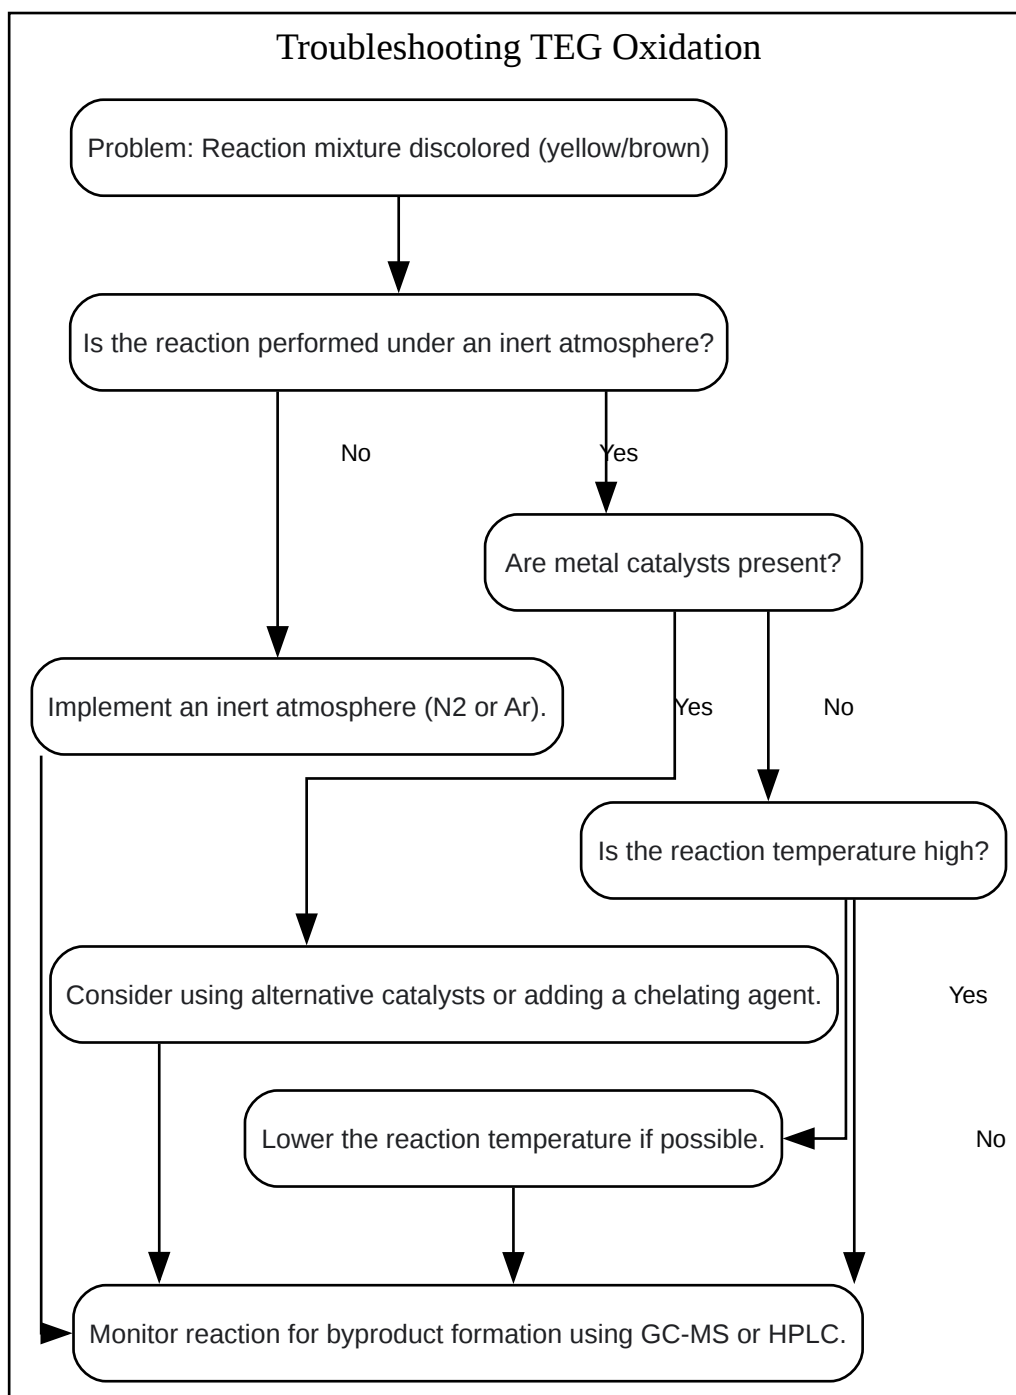 Troubleshooting TEG Oxidation
Problem: Reaction mixture discolored (yellow/brown)
Is the reaction performed under an inert atmosphere?
No
Yes
Are metal catalysts present?
Implement an inert atmosphere (N2 or Ar).
Yes
No
Is the reaction temperature high?
Consider using alternative catalysts or adding a chelating agent.
Yes
Lower the reaction temperature if possible.
No
Monitor reaction for byproduct formation using GC-MS or HPLC.